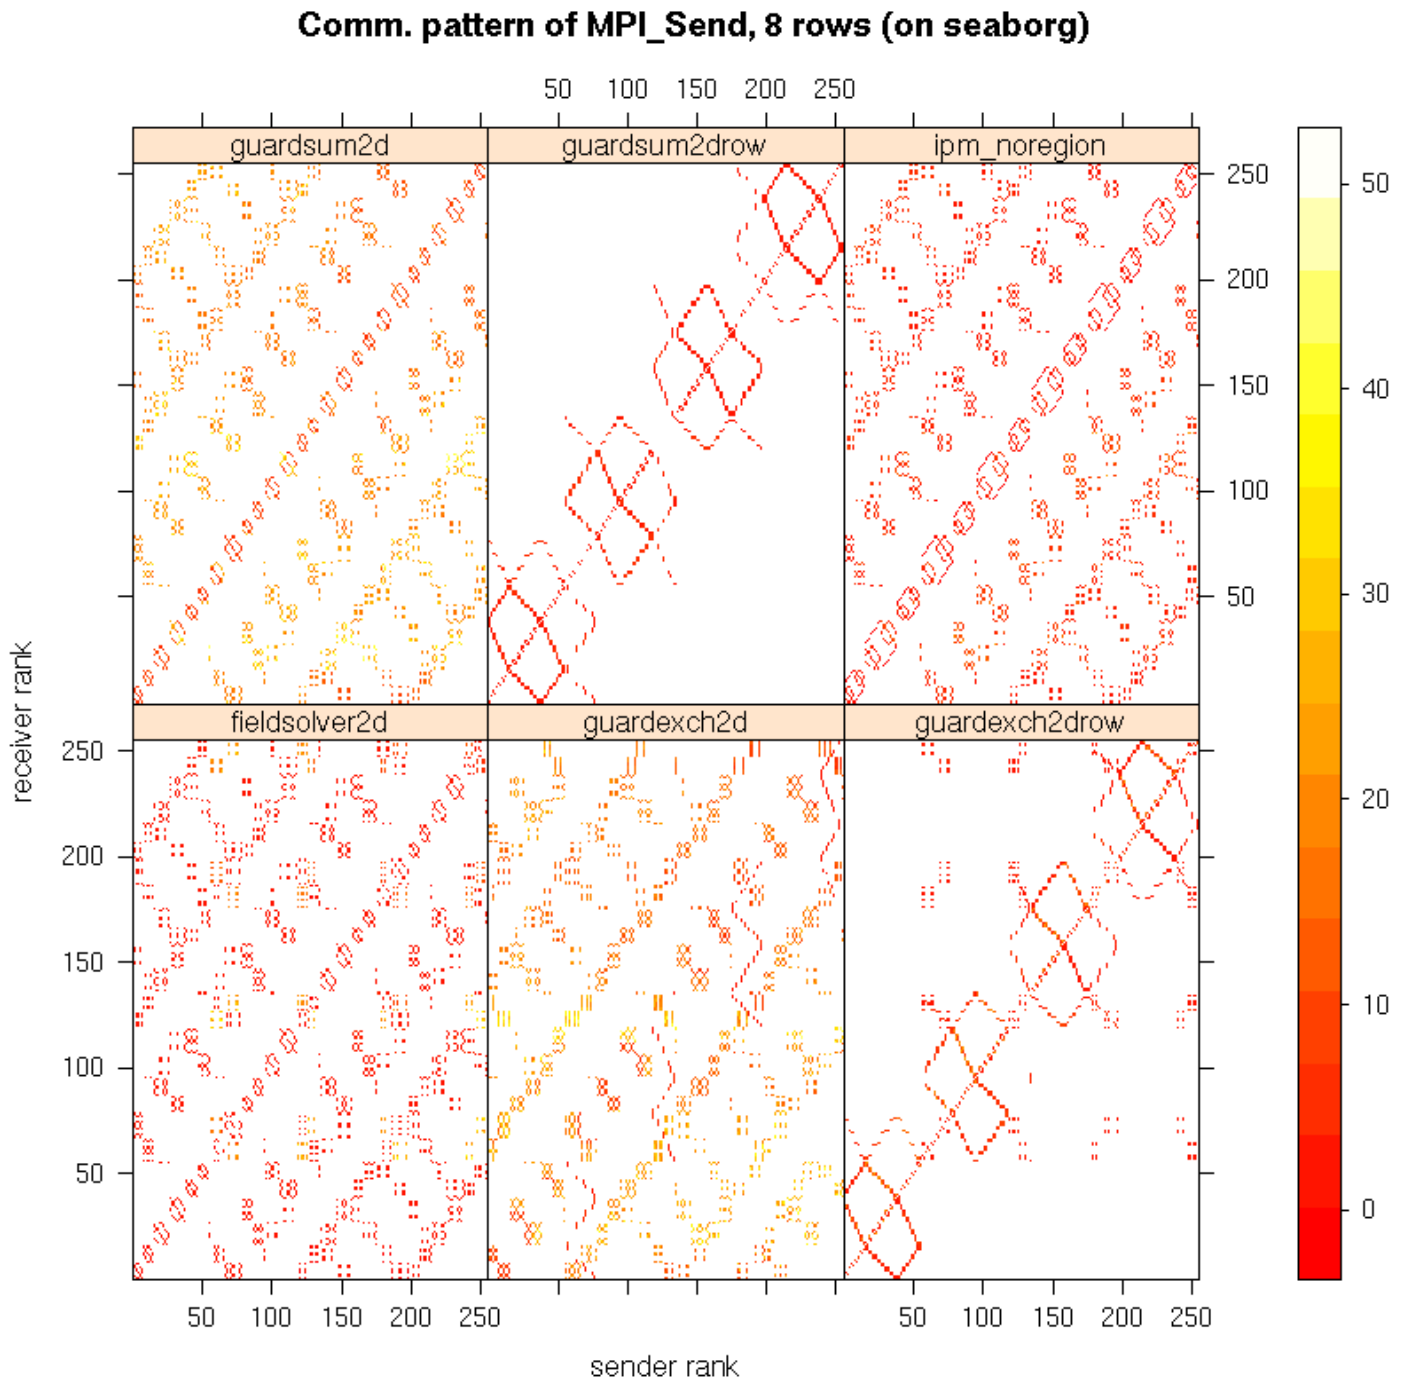 Comm. pattern of MPI_Send, 8 rows (on seaborg)
50 100 150 200 250
guardsum2d guardsum2drow ipm_noregion
250
200
150
100
50
50
40
30
20
10
0
receiver rank
fieldsolver2d guardexch2d guardexch2drow
250
200
150
100
50
50 100 150 200 250
50 100 150 200 250
sender rank